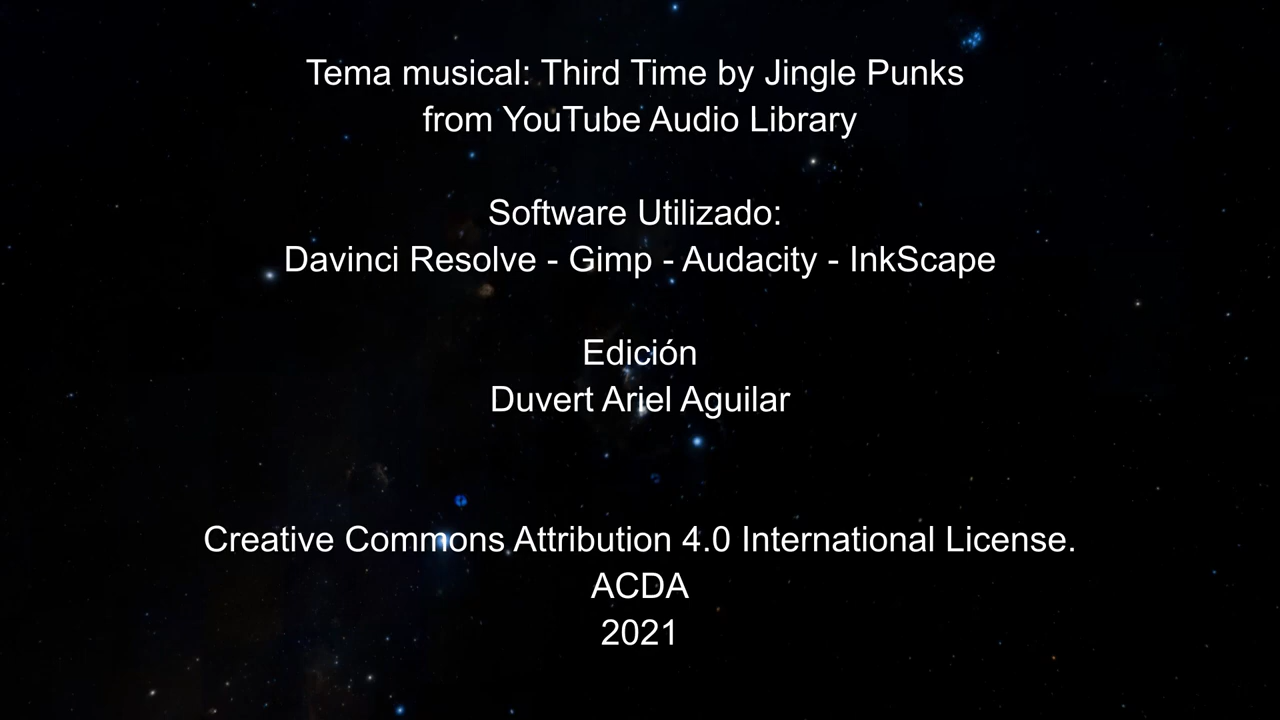 Tema musical: Third Time by Jingle Punks
from YouTube Audio Library
Software Utilizado:
Davinci Resolve - Gimp - Audacity - InkScape
Edición
Duvert Ariel Aguilar
Creative Commons Attribution 4.0 International License.
ACDA
2021